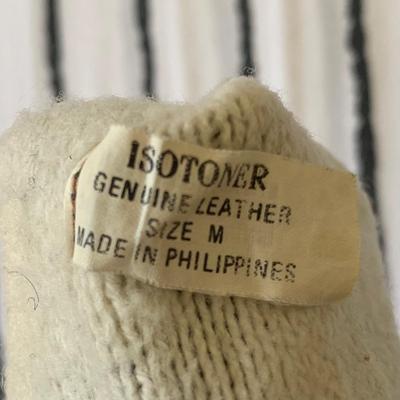 ISOTONER
GENUINE LEATHER
SIZE M
MADE IN PHILIPPINES